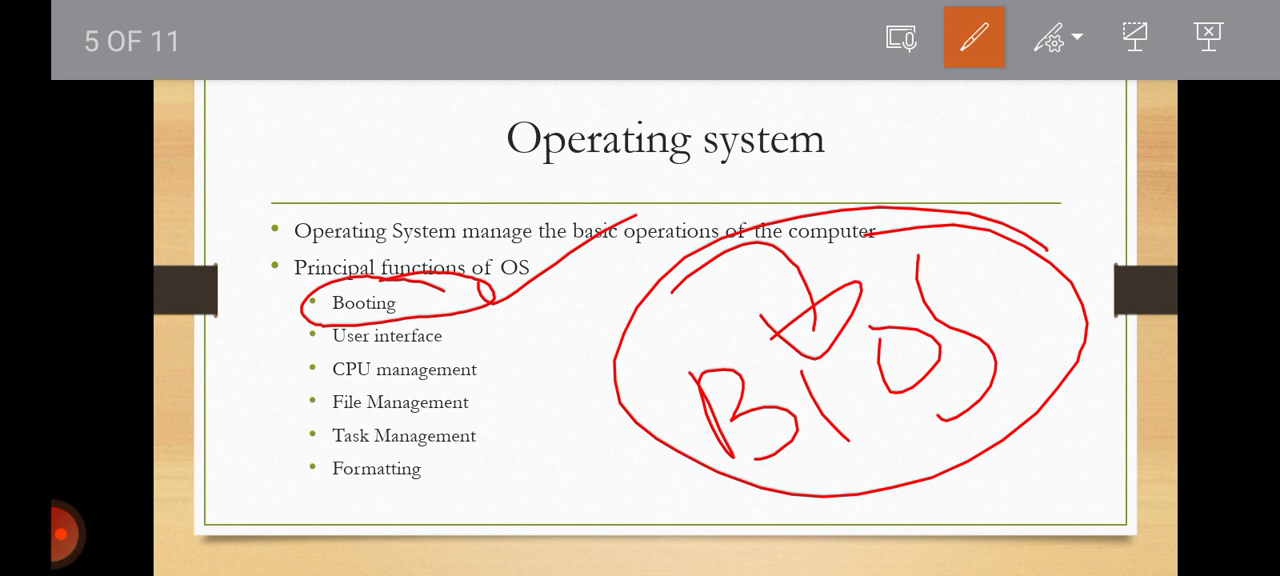 5 OF 11
Operating system
• Operating System manage the basic operations of the computer
• Principal functions of OS
• Booting
• User interface
• CPU management
• File Management
• Task Management
• Formatting
BIOS